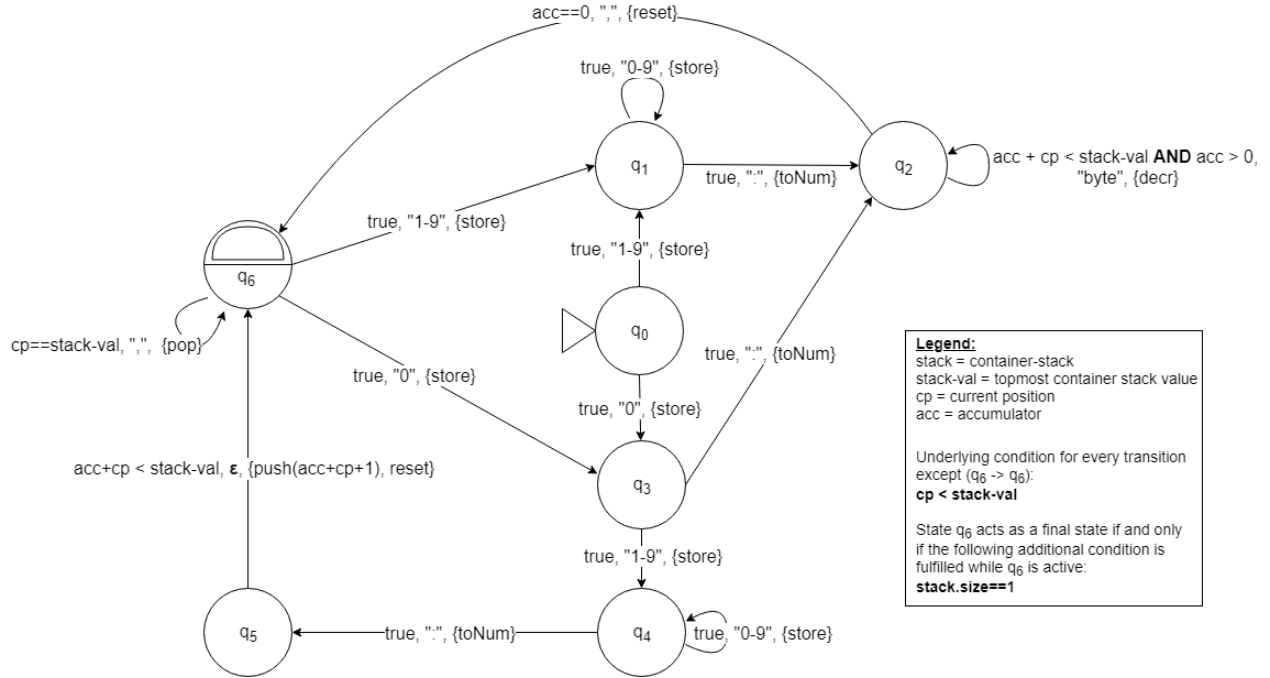 acc==0, ",", {reset}
true, "0-9", {store}
q1
true, ":", {toNum}
q2
acc + cp < stack-val AND acc > 0,
"byte", {decr}
true, "1-9", {store}
true, "1-9", {store}
q6
q0
cp==stack-val, ",", {pop}
true, "0", {store}
true, ":", {toNum}
true, "0", {store}
acc+cp < stack-val, ε, {push(acc+cp+1), reset}
q3
true, "1-9", {store}
q5
true, ":", {toNum}
q4
true, "0-9", {store}
Legend:
stack = container-stack
stack-val = topmost container stack value
cp = current position
acc = accumulator
Underlying condition for every transition
except (q6 -> q6):
cp < stack-val
State q6 acts as a final state if and only
if the following additional condition is
fulfilled while q6 is active:
stack.size==1